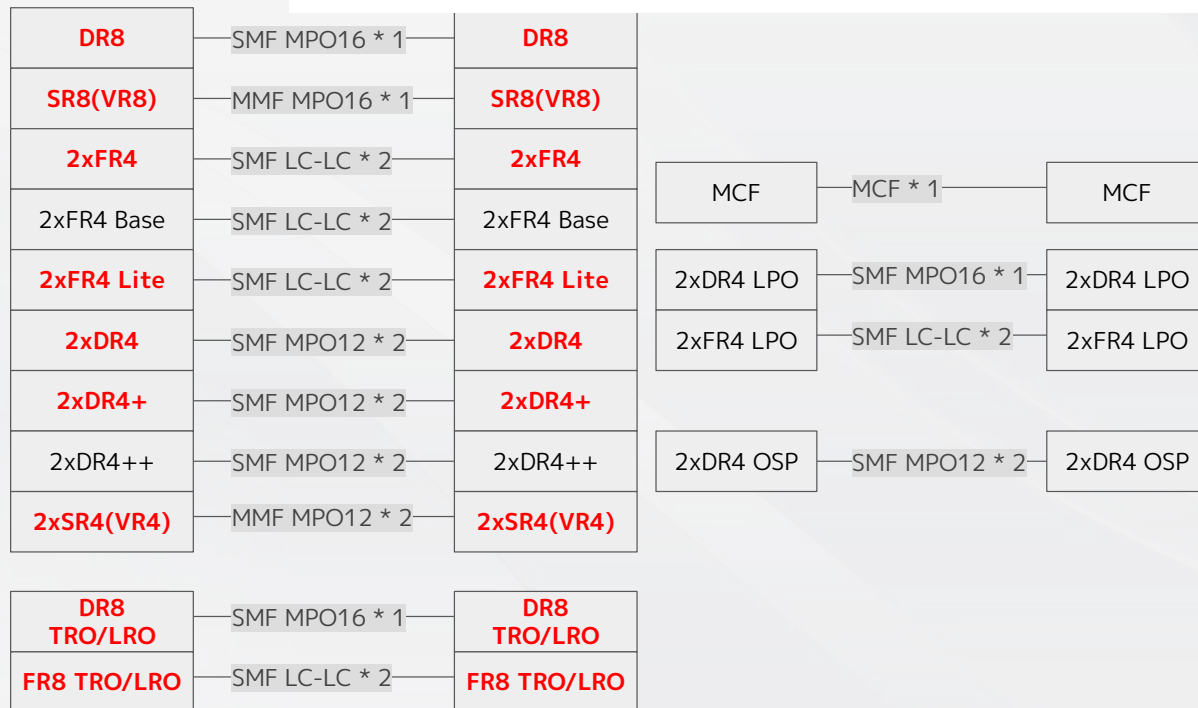 DR8 SMF MPO16 * 1 DR8
SR8(VR8) MMF MPO16 * 1 SR8(VR8)
2xFR4 SMF LC-LC * 2 2xFR4
2xFR4 Base SMF LC-LC * 2 2xFR4 Base
2xFR4 Lite SMF LC-LC * 2 2xFR4 Lite
2xDR4 SMF MPO12 * 2 2xDR4
2xDR4+ SMF MPO12 * 2 2xDR4+
2xDR4++ SMF MPO12 * 2 2xDR4++
2xSR4(VR4) MMF MPO12 * 2 2xSR4(VR4)
DR8
TRO/LRO
SMF MPO16 * 1
DR8
TRO/LRO
FR8 TRO/LRO SMF LC-LC * 2 FR8 TRO/LRO
MCF MCF * 1 MCF
2xDR4 LPO SMF MPO16 * 1 2xDR4 LPO
2xFR4 LPO SMF LC-LC * 2 2xFR4 LPO
2xDR4 OSP SMF MPO12 * 2 2xDR4 OSP